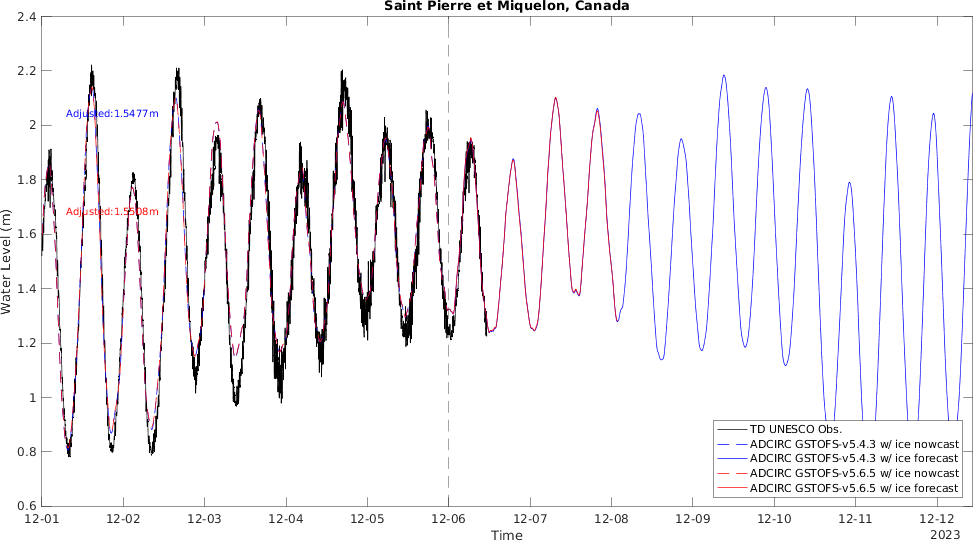 Saint Pierre et Miquelon, Canada
2.4
2.2
2
1.8
1.6
1.4
1.2
1
0.8
0.6
Water Level (m)
Adjusted:1.5477m
Adjusted:1.5508m
TD UNESCO Obs.
ADCIRC GSTOFS-v5.4.3 w/ ice nowcast
ADCIRC GSTOFS-v5.4.3 w/ ice forecast
ADCIRC GSTOFS-v5.6.5 w/ ice nowcast
ADCIRC GSTOFS-v5.6.5 w/ ice forecast
12-01 12-02 12-03 12-04 12-05 12-06 12-07 12-08 12-09 12-10 12-11 12-12
Time
2023